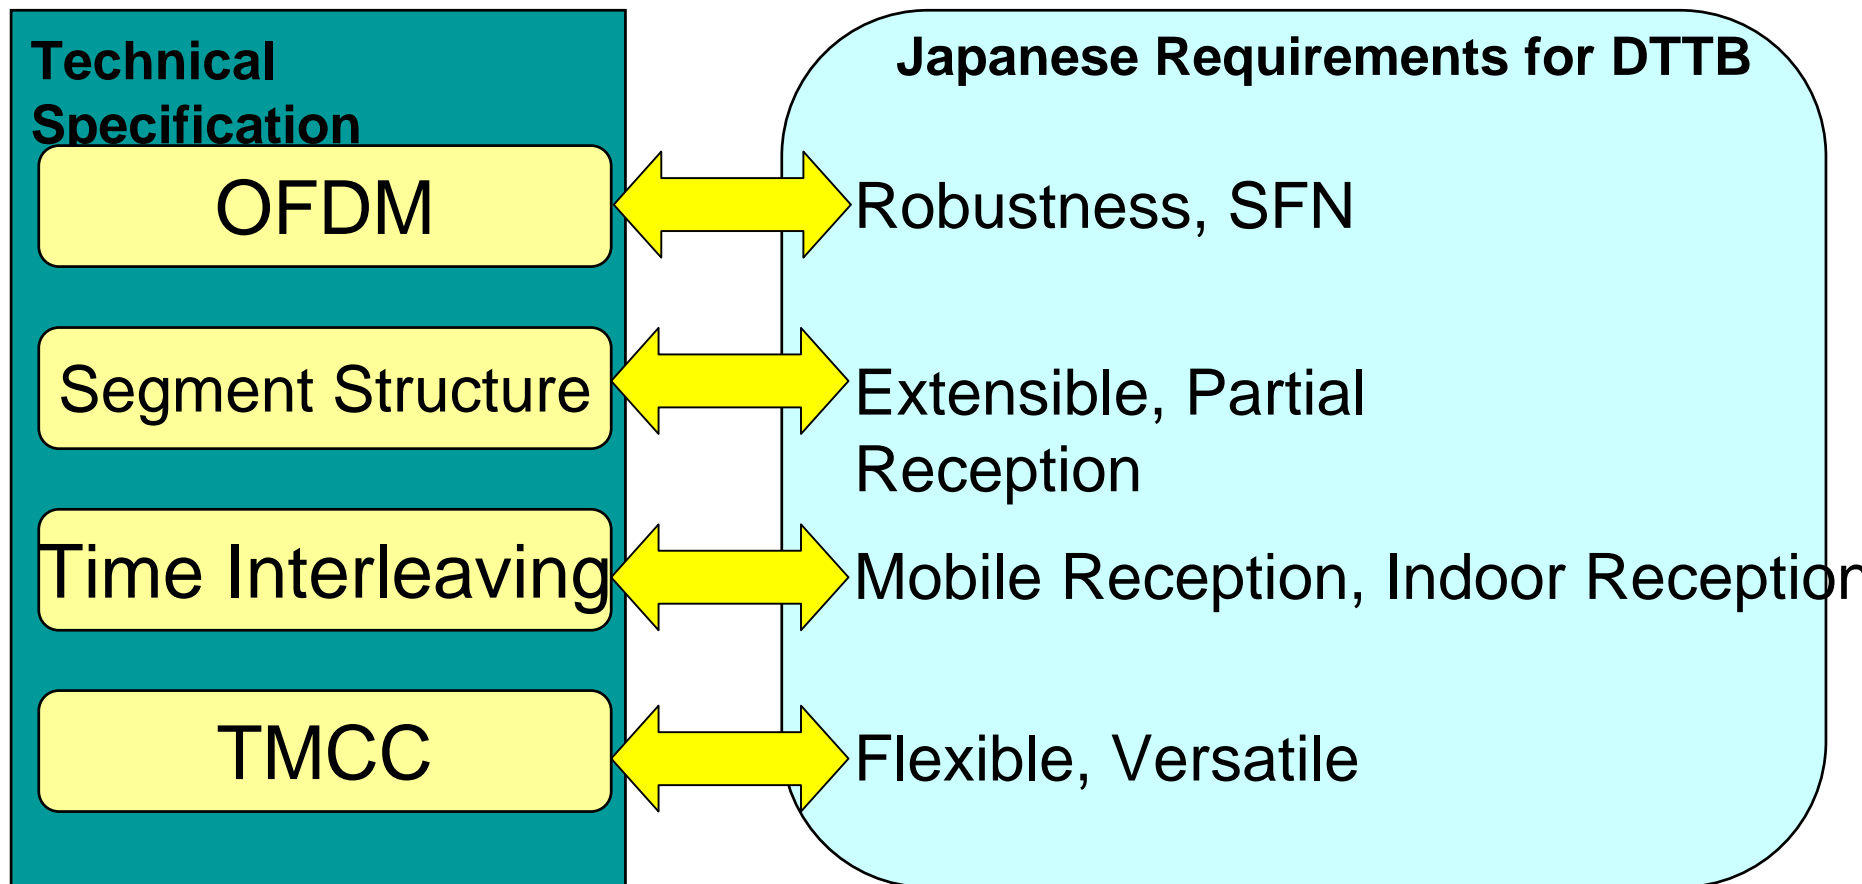 Technical
Specification
Japanese Requirements for DTTB
OFDM
Robustness, SFN
Segment Structure
Extensible, Partial
Reception
Time Interleaving
Mobile Reception, Indoor Reception
TMCC
Flexible, Versatile